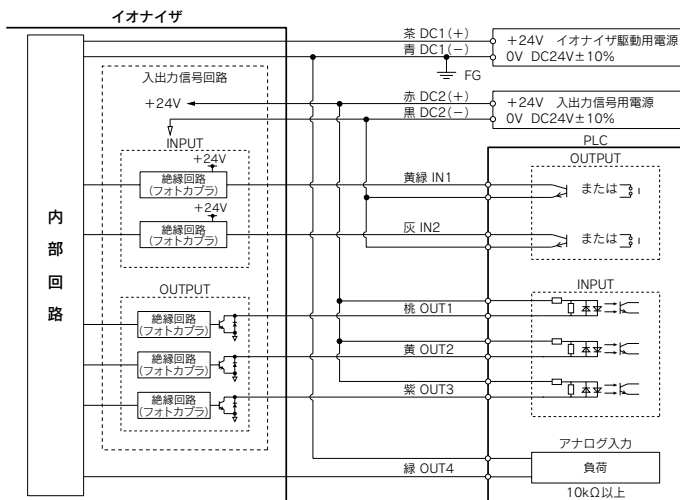 イオナイザ
茶 DC1(+)
+24V イオナイザ駆動用電源
青 DC1(−)
0V DC24V±10%
FG
入出力信号回路
+24V
赤 DC2(+)
+24V 入出力信号用電源
黒 DC2(−)
0V DC24V±10%
PLC
INPUT
OUTPUT
+24V
絶縁回路
(フォトカプラ)
黄緑 IN1
または
+24V
絶縁回路
(フォトカプラ)
灰 IN2
または
内部回路
OUTPUT
INPUT
絶縁回路
(フォトカプラ)
桃 OUT1
絶縁回路
(フォトカプラ)
黄 OUT2
絶縁回路
(フォトカプラ)
紫 OUT3
アナログ入力
緑 OUT4
負荷
10kΩ以上